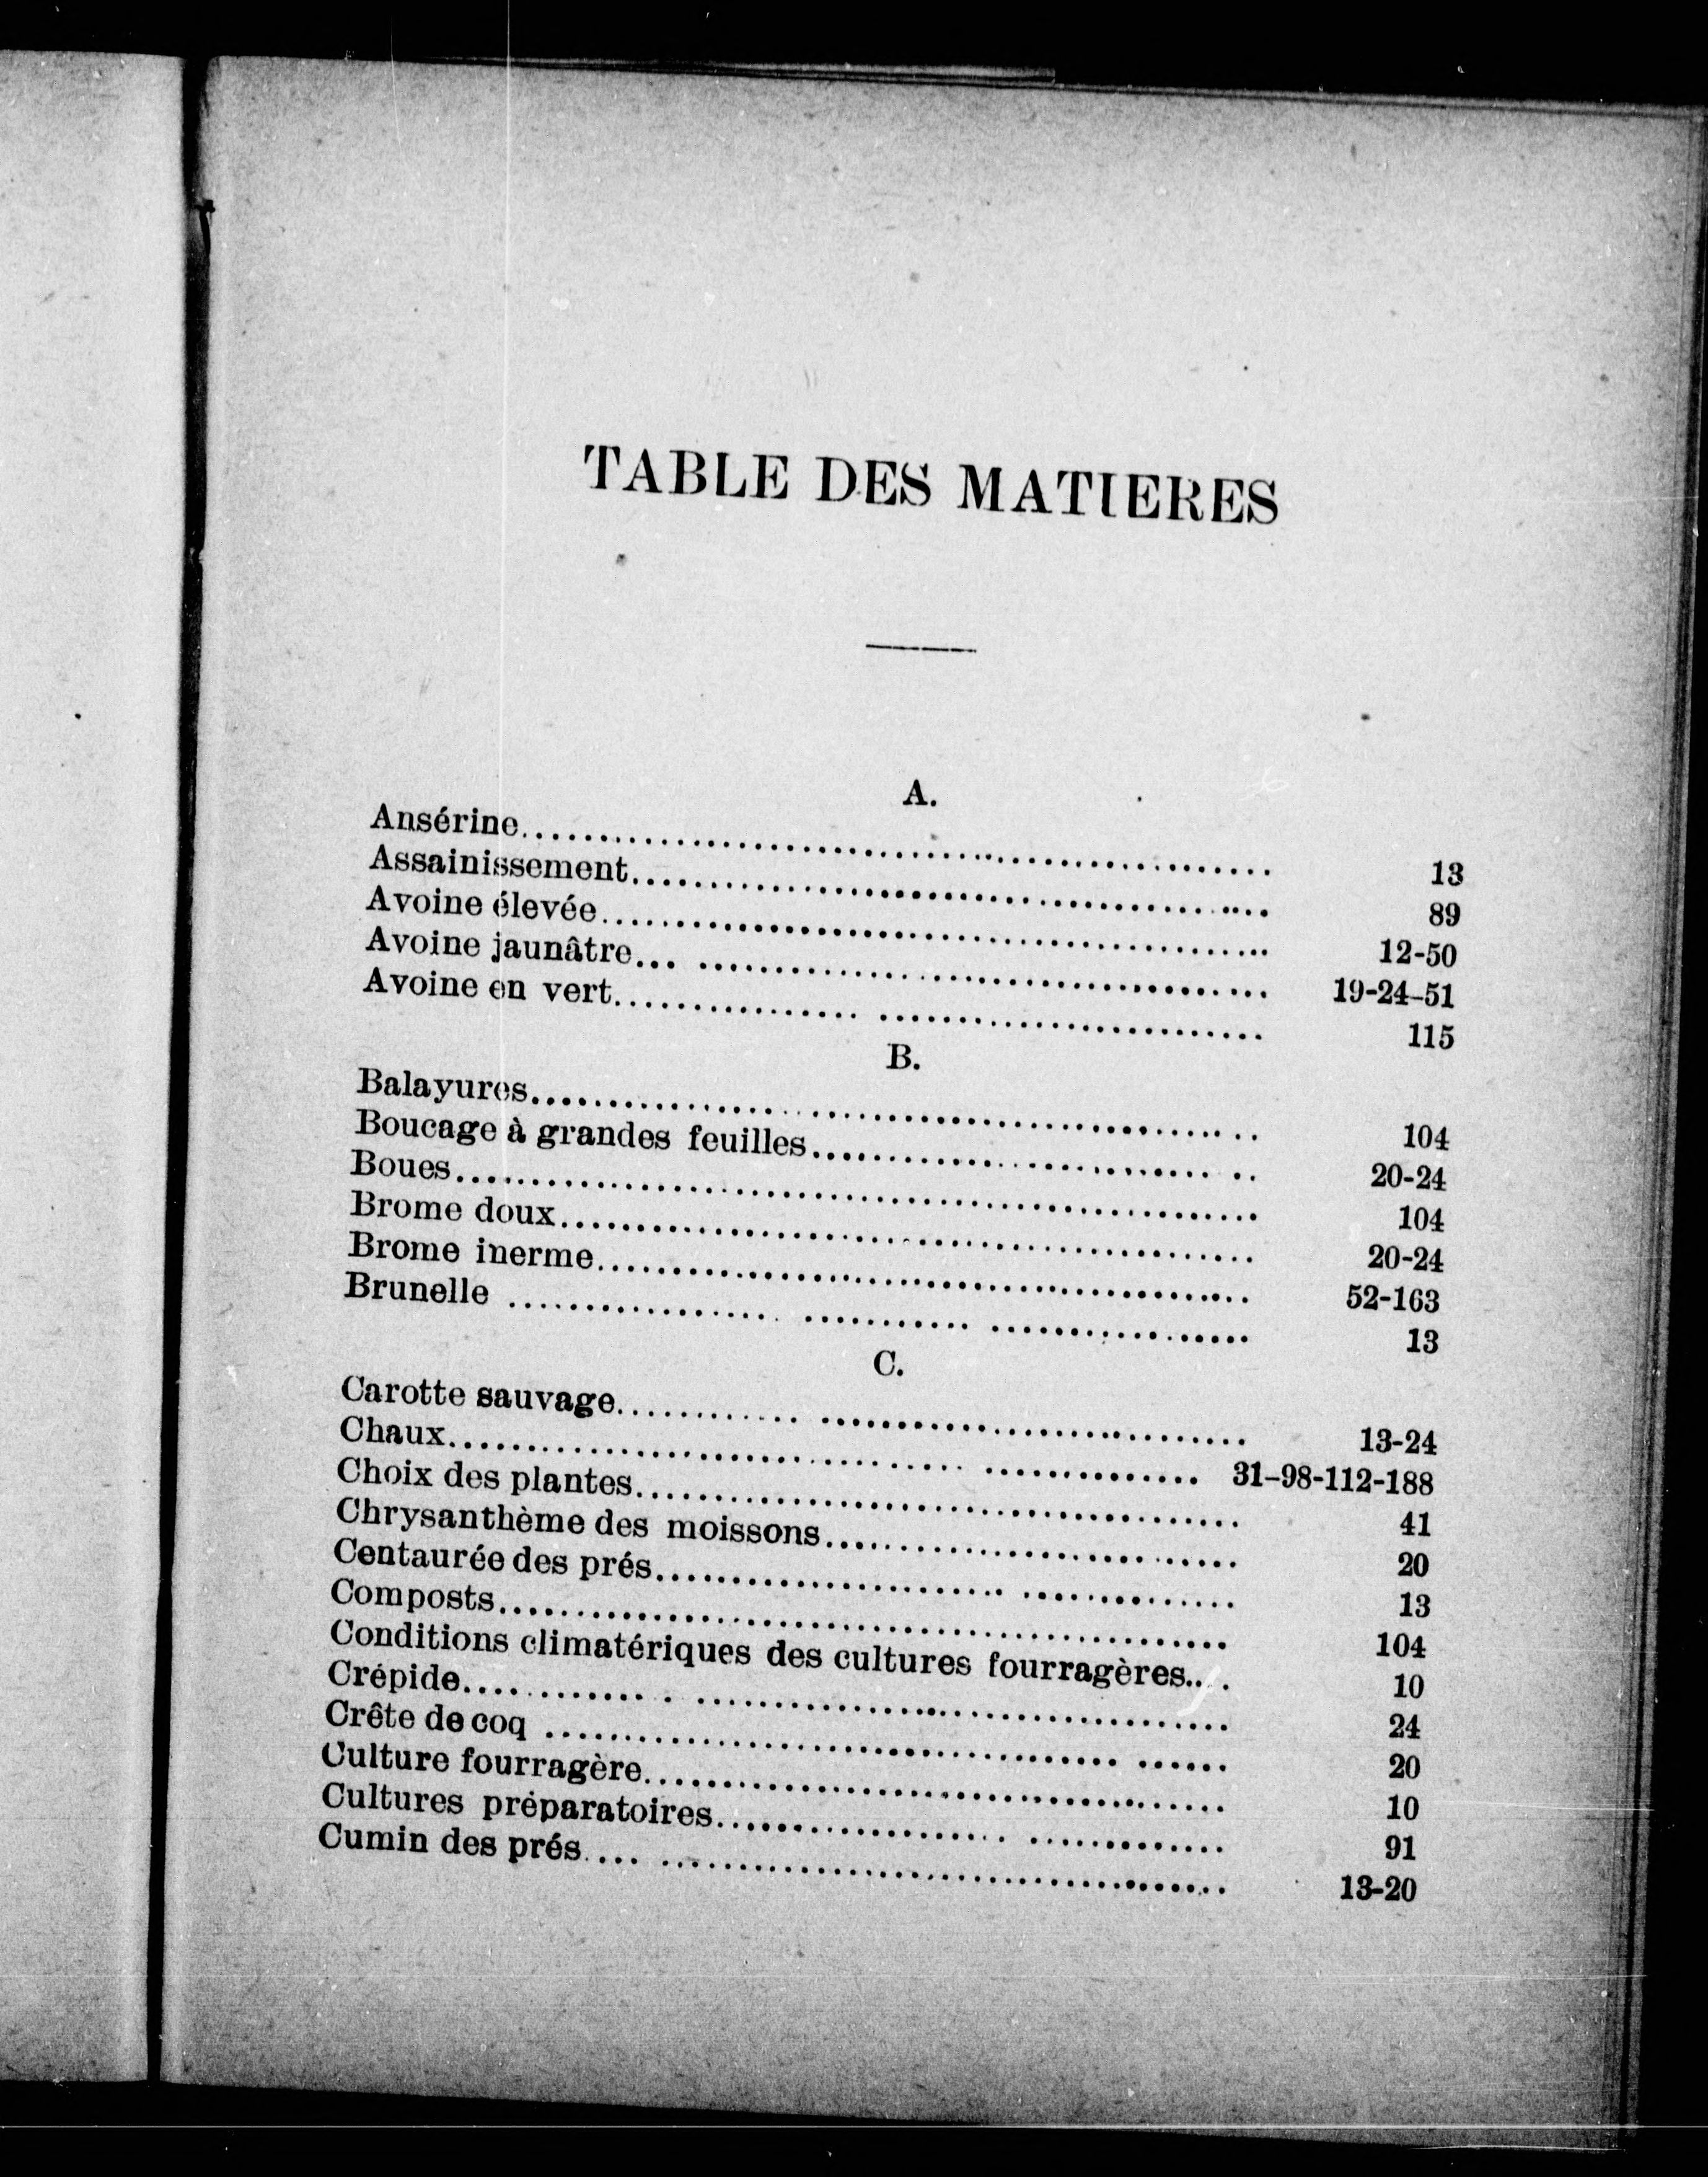 TABLE DES MATIERES
A.
Ansérine........ 13
Assainissement........ 89
Avoine élevée........ 12-50
Avoine jaunâtre........ 19-24-51
Avoine en vert........ 115
B.
Balayures........ 104
Boucage à grandes feuilles........ 20-24
Boues........ 104
Brome doux........ 20-24
Brome inerme........ 52-163
Brunelle ........ 13
C.
Carotte sauvage........ 13-24
Chaux........ 31-98-112-188
Choix des plantes........ 41
Chrysanthème des moissons........ 20
Centaurée des prés........ 13
Composts........ 104
Conditions climatériques des cultures fourragères.... 10
Crépide........ 24
Crête de coq ........ 20
Culture fourragère........ 10
Cultures préparatoires........ 91
Cumin des prés........ 13-20